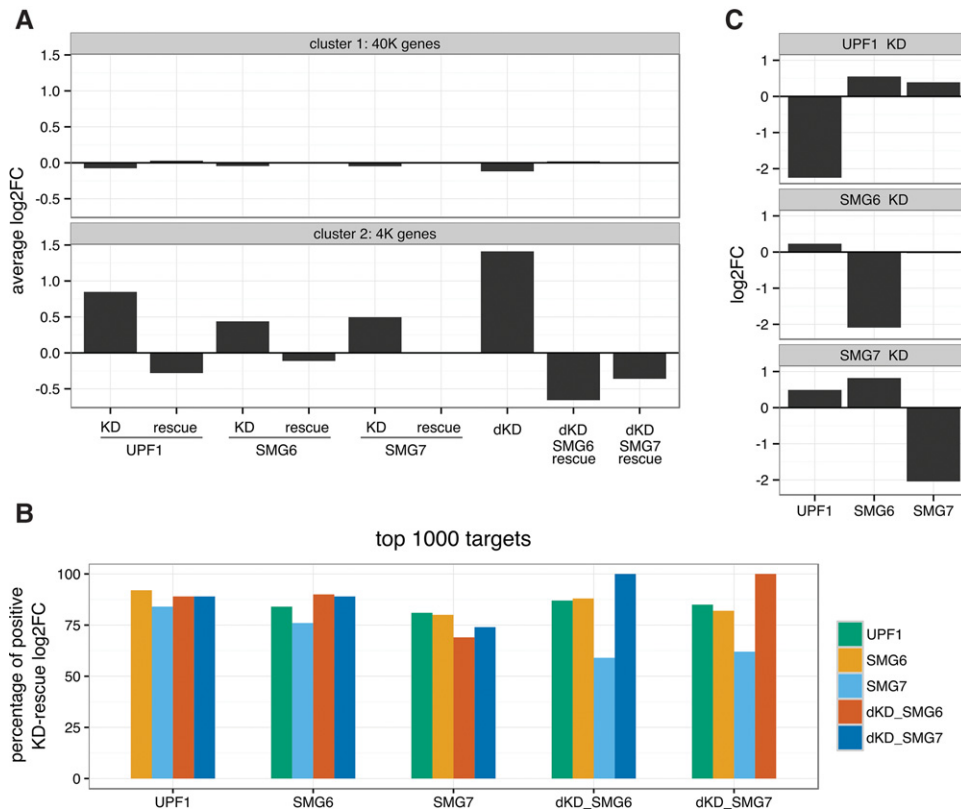 A
cluster 1: 40K genes
1.5
1.0
0.5
0.0
-0.5
average log2FC
cluster 2: 4K genes
1.5
1.0
0.5
0.0
-0.5
KD rescue KD rescue KD rescue dKD dKD SMG6 rescue dKD SMG7 rescue
UPF1 SMG6 SMG7
C
UPF1 KD
1
0
-1
-2
SMG6 KD
1
0
-1
-2
log2FC
SMG7 KD
1
0
-1
-2
UPF1 SMG6 SMG7
B
top 1000 targets
percentage of positive
KD-rescue log2FC
100
75
50
25
0
UPF1 SMG6 SMG7 dKD_SMG6 dKD_SMG7
UPF1
SMG6
SMG7
dKD_SMG6
dKD_SMG7